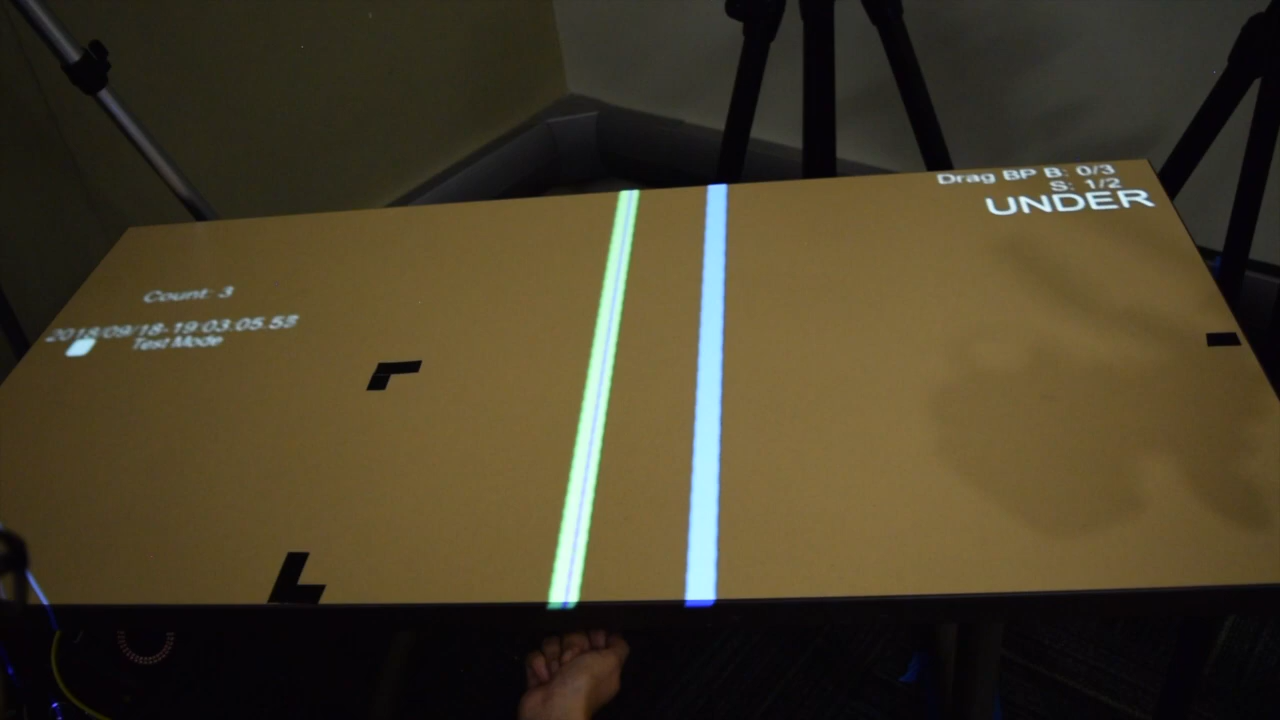 Drag BP B: 0/3
S: 1/2
UNDER
Count: 3
2018/09/18-19:03:05.55
Test Mode